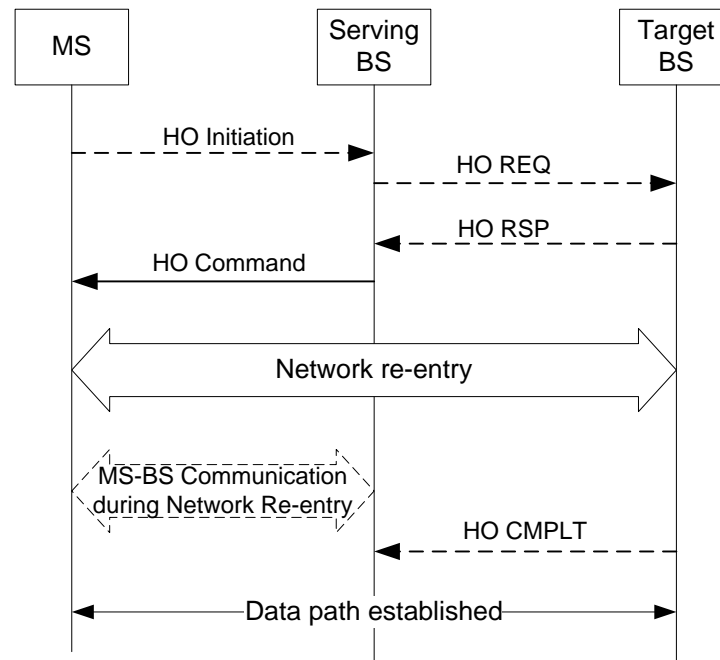 MS
Serving
BS
Target
BS
HO Initiation
HO REQ
HO RSP
HO Command
Network re-entry
MS-BS Communication
during Network Re-entry
HO CMPLT
Data path established